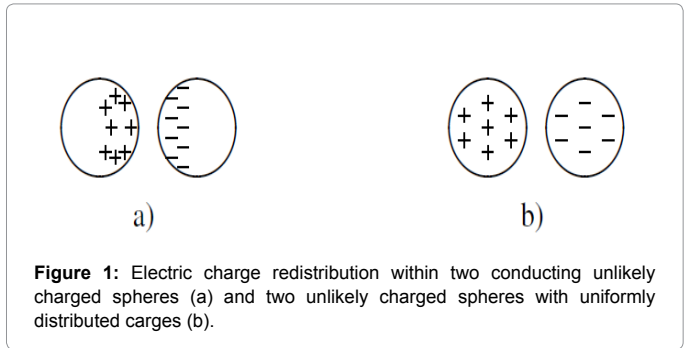 a)
b)
Figure 1: Electric charge redistribution within two conducting unlikely
charged spheres (a) and two unlikely charged spheres with uniformly
distributed carges (b).